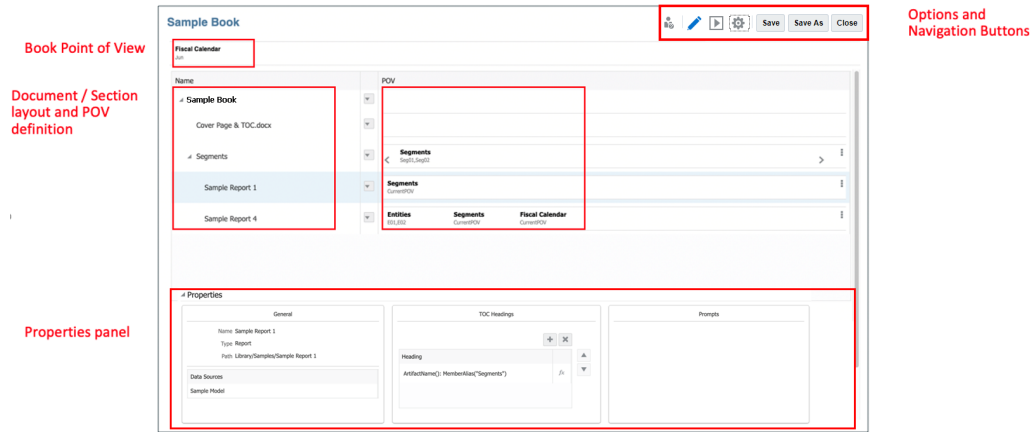 Sample Book
Save
Save As
Close
Options and
Navigation Buttons
Book Point of View
Fiscal Calendar
Jun
Name
POV
Document / Section
layout and POV
definition
Sample Book
Cover Page & TOC.docx
Segments
Segments
Seg01,Seg02
Sample Report 1
Segments
CurrentPOV
Sample Report 4
Entities
Segments
Fiscal Calendar
E01,E02
CurrentPOV
CurrentPOV
Properties panel
Properties
General
TOC Headings
Prompts
Name Sample Report 1
Type Report
Path Library/Samples/Sample Report 1
Data Sources
Sample Model
Heading
ArtifactName(): MemberAlias("Segments")
fx